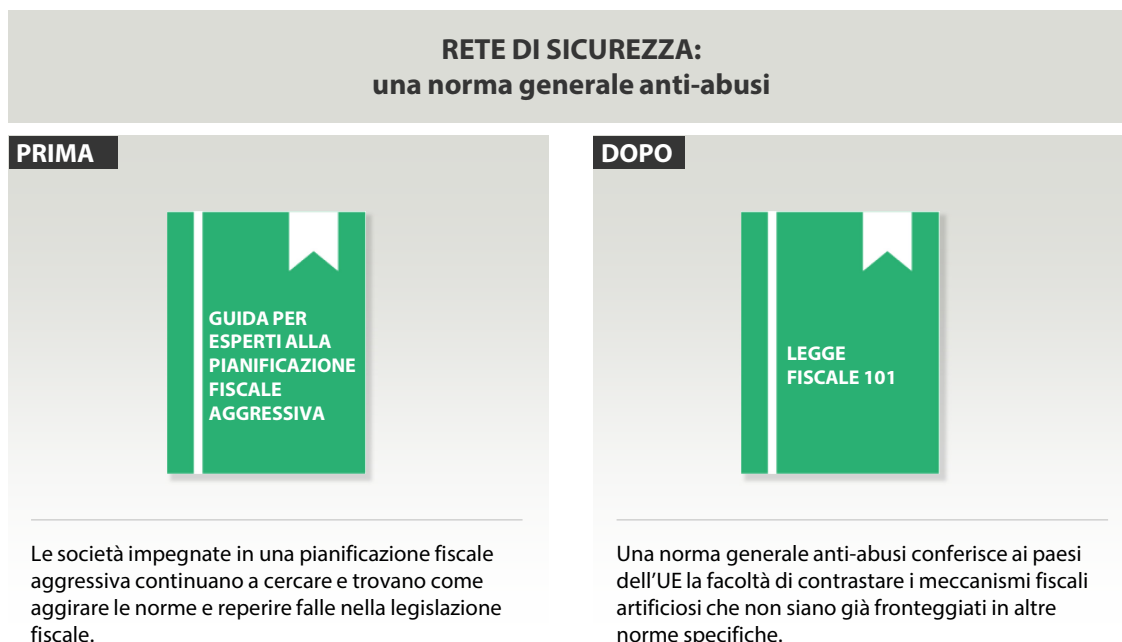 RETE DI SICUREZZA:
una norma generale anti-abusi
PRIMA
GUIDA PER
ESPERTI ALLA
PIANIFICAZIONE
FISCALE
AGGRESSIVA
Le società impegnate in una pianificazione fiscale
aggressiva continuano a cercare e trovano come
aggirare le norme e reperire falle nella legislazione
fiscale.
DOPO
LEGGE
FISCALE 101
Una norma generale anti-abusi conferisce ai paesi
dell’UE la facoltà di contrastare i meccanismi fiscali
artificiosi che non siano già fronteggiati in altre
norme specifiche.